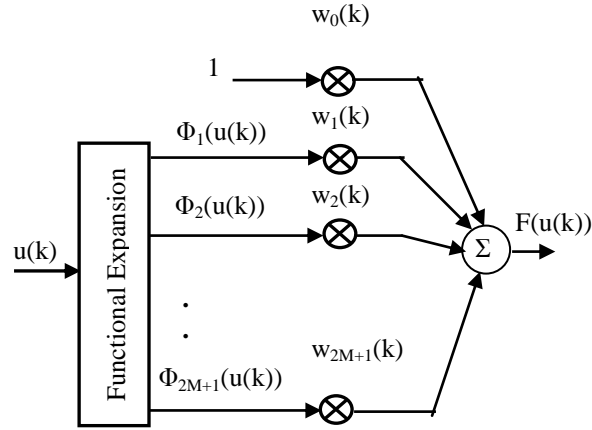 w₀(k)
1
w₁(k)
Φ₁(u(k))
w₂(k)
Φ₂(u(k))
F(u(k))
Σ
u(k)
Functional Expansion
w₂M₊₁(k)
Φ₂M₊₁(u(k))